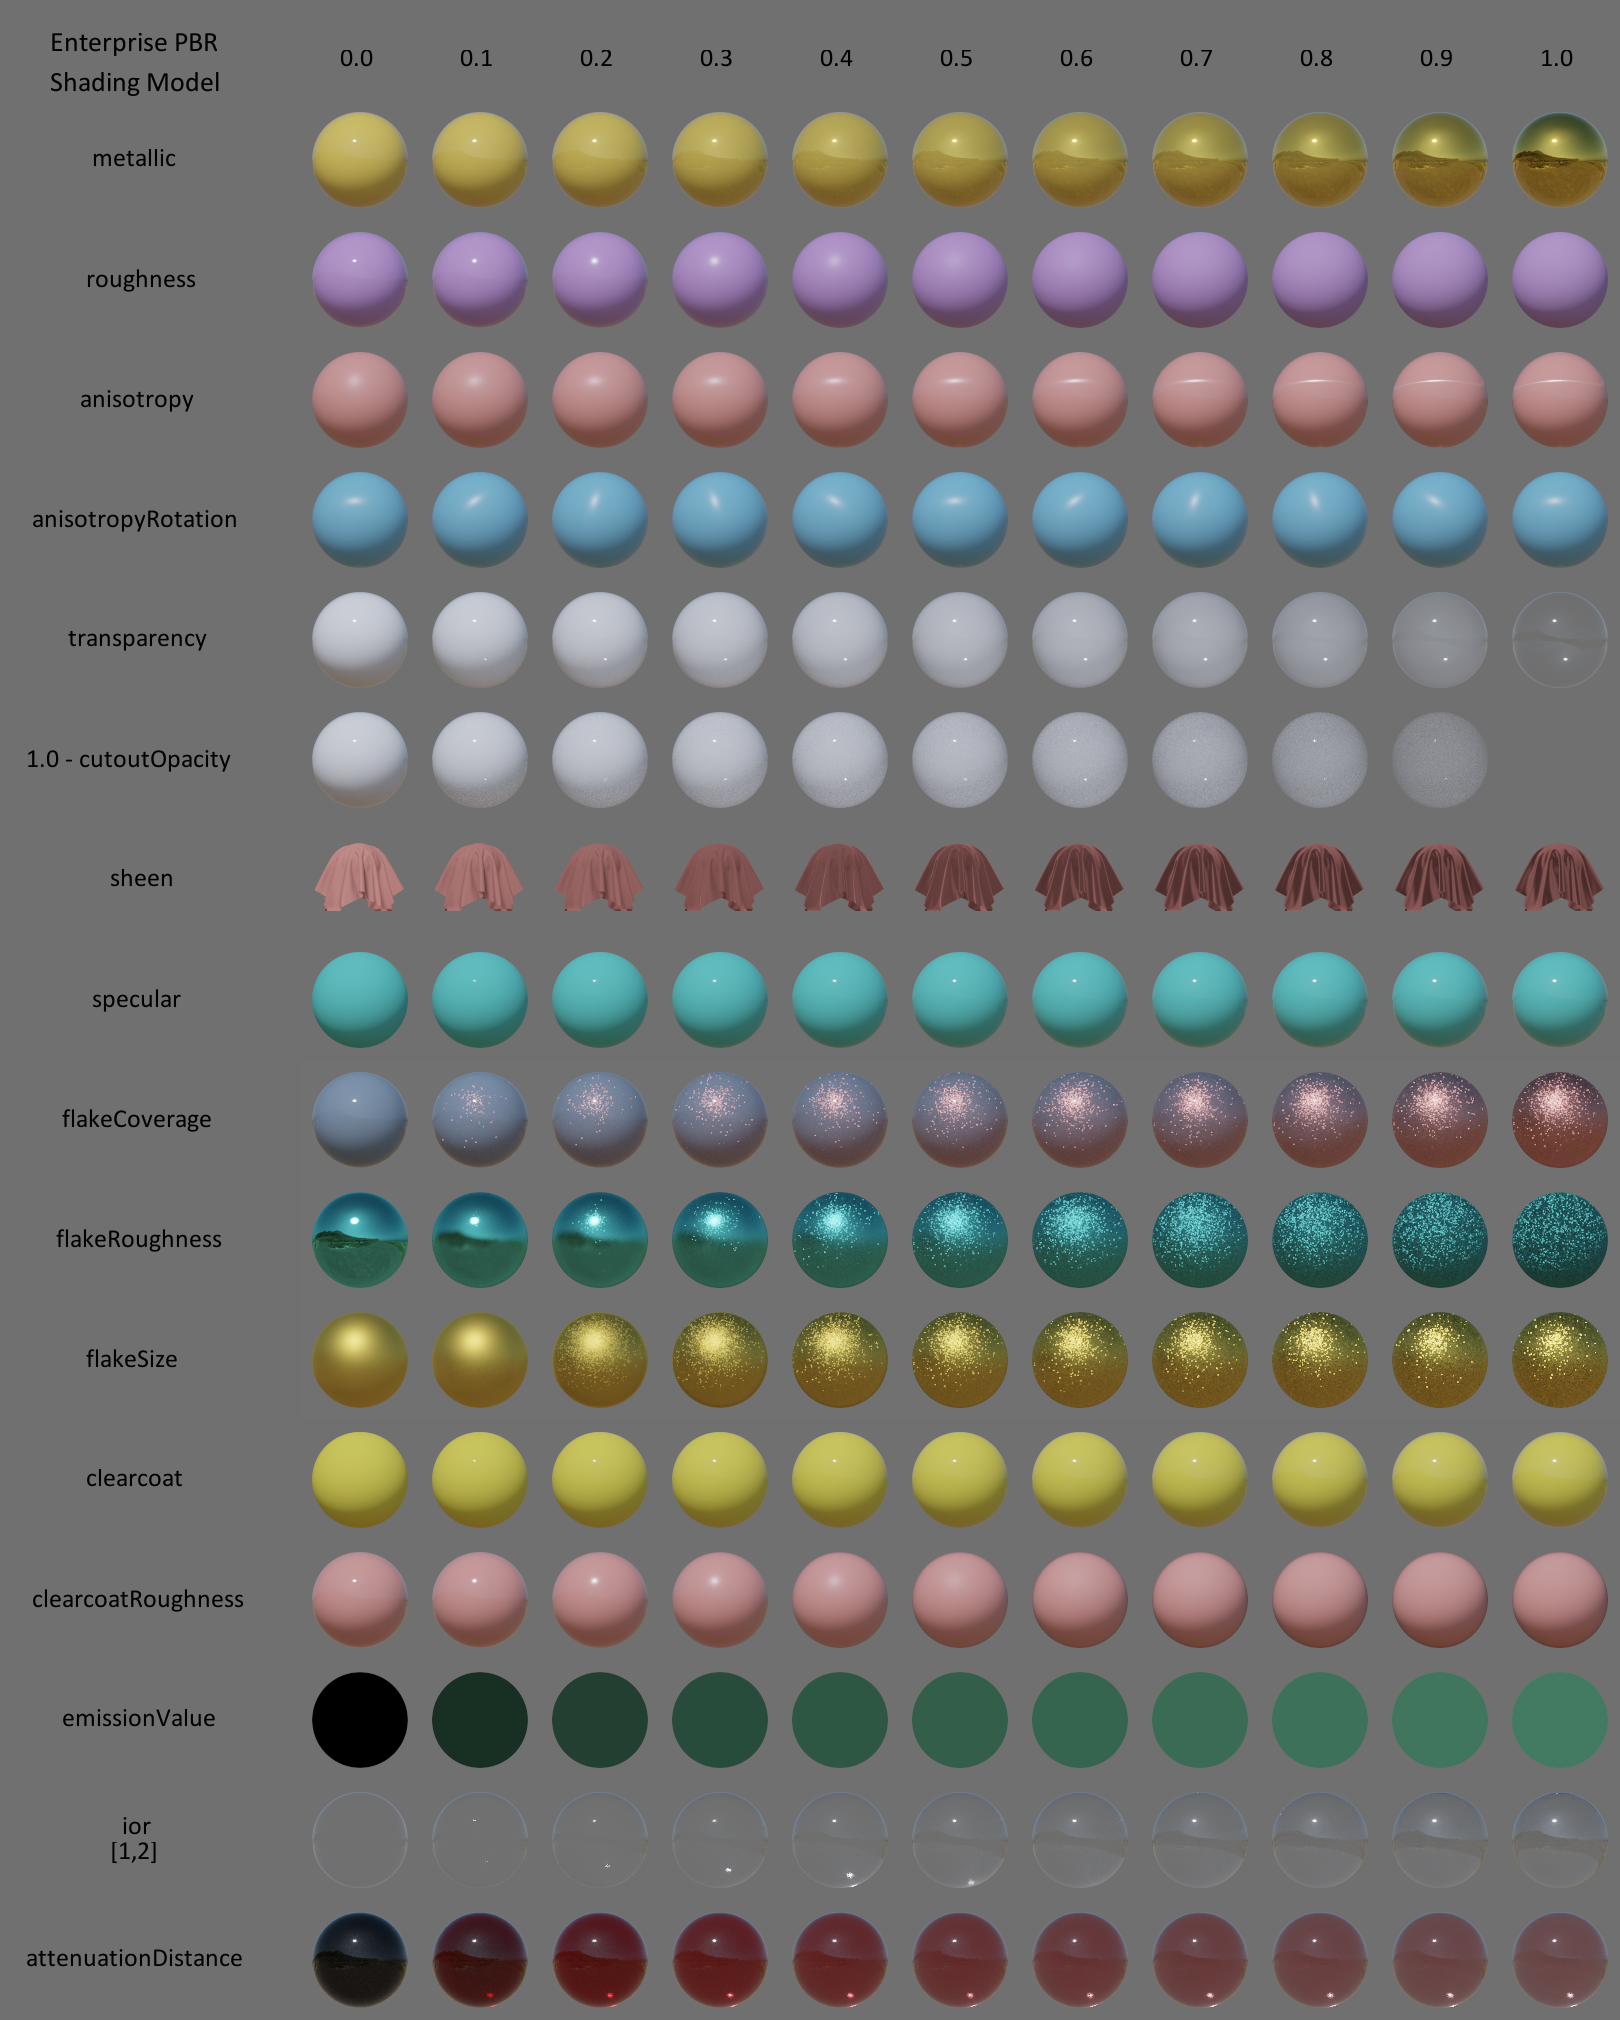 Enterprise PBR
Shading Model
0.0 0.1 0.2 0.3 0.4 0.5 0.6 0.7 0.8 0.9 1.0
metallic
roughness
anisotropy
anisotropyRotation
transparency
1.0 - cutoutOpacity
sheen
specular
flakeCoverage
flakeRoughness
flakeSize
clearcoat
clearcoatRoughness
emissionValue
ior
[1,2]
attenuationDistance